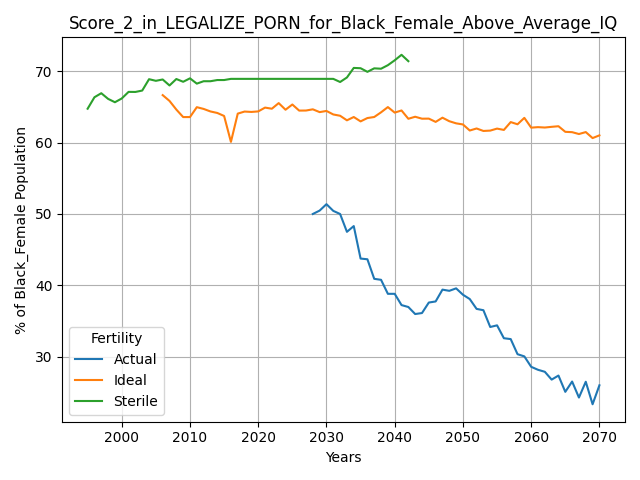 Score_2_in_LEGALIZE_PORN_for_Black_Female_Above_Average_IQ
% of Black_Female Population
70
60
50
40
30
Fertility
Actual
Ideal
Sterile
2000 2010 2020 2030 2040 2050 2060 2070
Years